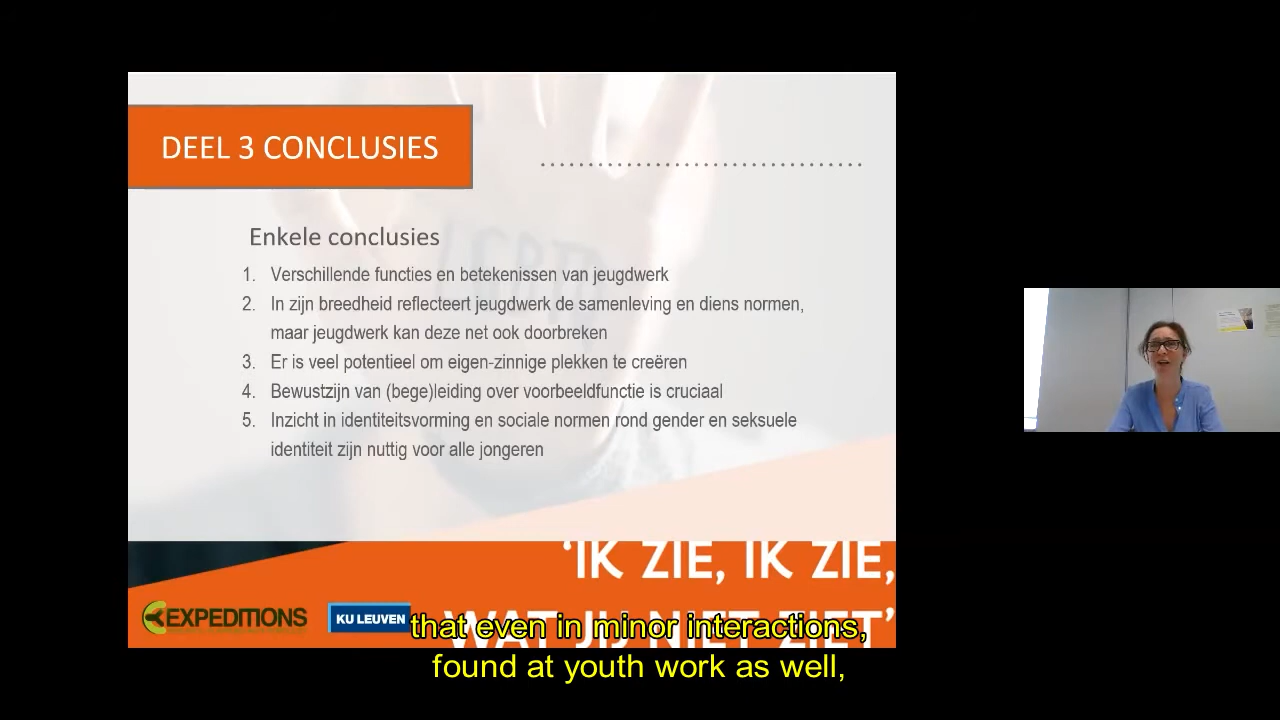 DEEL 3 CONCLUSIES
LGBTI
Enkele conclusies
1. Verschillende functies en betekenissen van jeugdwerk
2. In zijn breedheid reflecteert jeugdwerk de samenleving en diens normen,
maar jeugdwerk kan deze net ook doorbreken
3. Er is veel potentieel om eigen-zinnige plekken te creëren
4. Bewustzijn van (bege)leiding over voorbeeldfunctie is cruciaal
5. Inzicht in identiteitsvorming en sociale normen rond gender en seksuele
identiteit zijn nuttig voor alle jongeren
‘IK ZIE, IK ZIE,
WAT JIJ NIET ZIET’
EXPEDITIONS
KU LEUVEN
that even in minor interactions,
found at youth work as well,